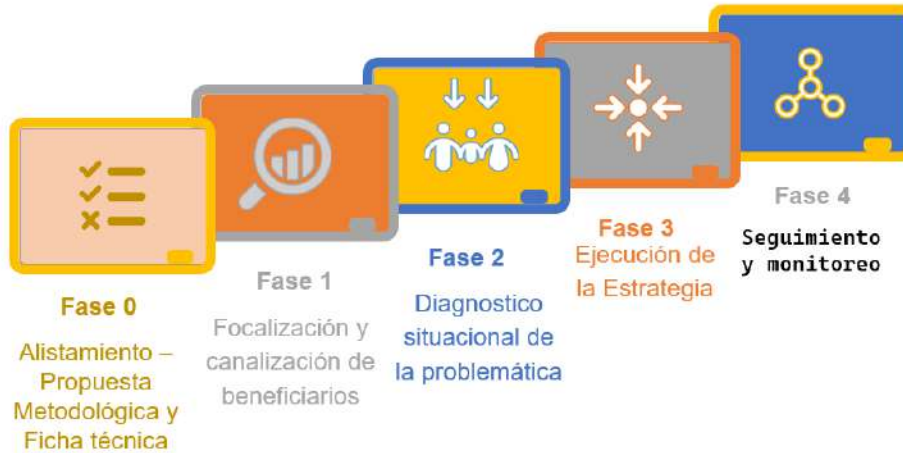 Fase 0
Alistamiento –
Propuesta
Metodológica y
Ficha técnica
Fase 1
Focalización y
canalización de
beneficiarios
Fase 2
Diagnostico
situacional de
la problemática
Fase 3
Ejecución de
la Estrategia
Fase 4
Seguimiento
y monitoreo